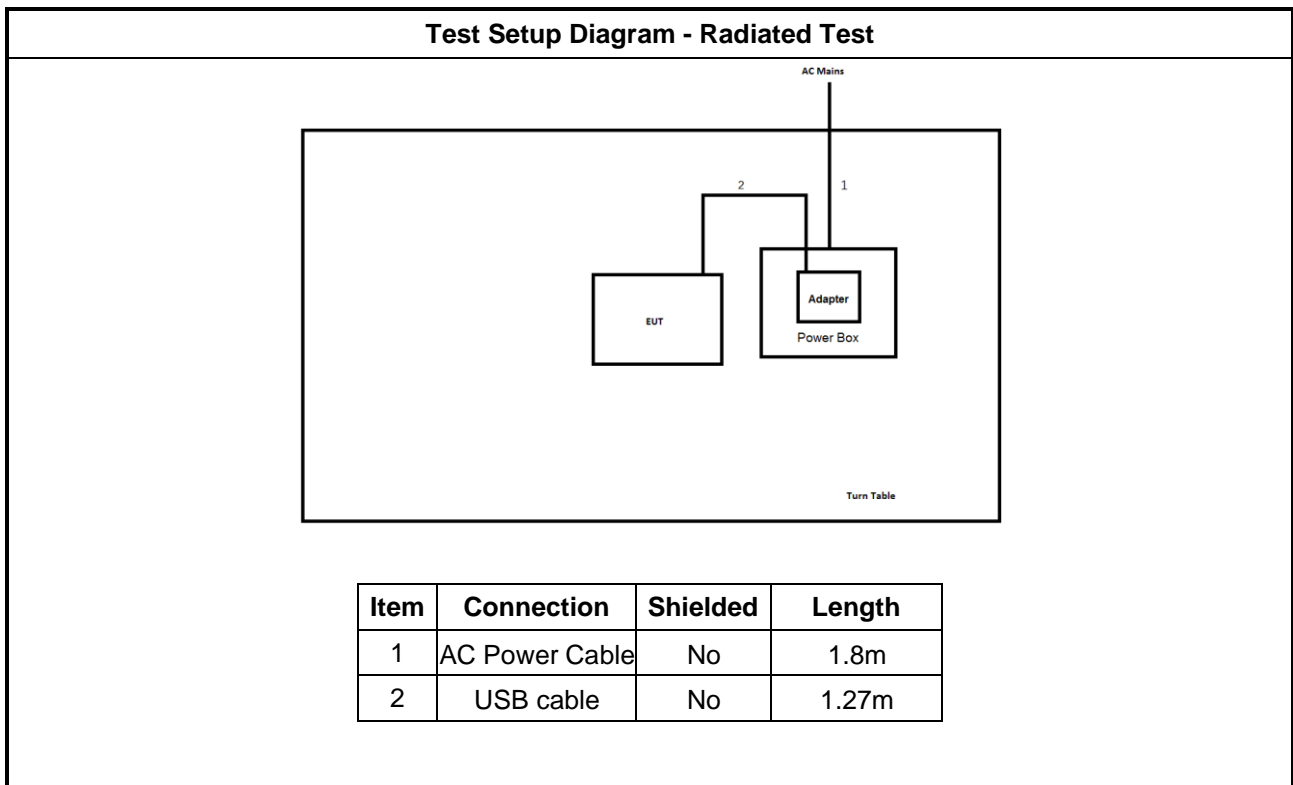 Test Setup Diagram - Radiated Test
AC Mains
2 1
Adapter
EUT
Power Box
Turn Table
Item Connection Shielded Length
1 AC Power Cable No 1.8m
2 USB cable No 1.27m